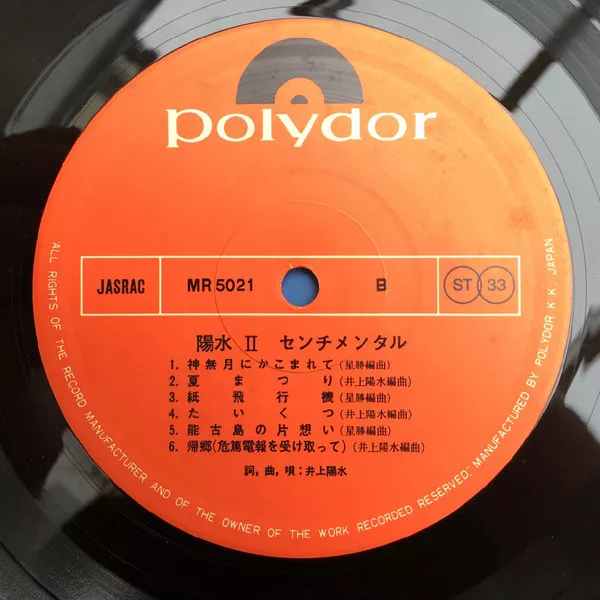 polydor
JASRAC MR 5021 B ST 33
陽水 II センチメンタル
1. 神無月にかこまれて(星勝編曲)
2. 夏まつり(井上陽水編曲)
3. 紙飛行機(星勝編曲)
4. たいくつ(井上陽水編曲)
5. 能古島の片想い(星勝編曲)
6. 帰郷(危篤電報を受け取って)(井上陽水編曲)
詞,曲,唄:井上陽水
ALL RIGHTS OF THE RECORD MANUFACTURER AND OF THE OWNER OF THE WORK RECORDED RESERVED. MANUFACTURED BY POLYDOR K K JAPAN